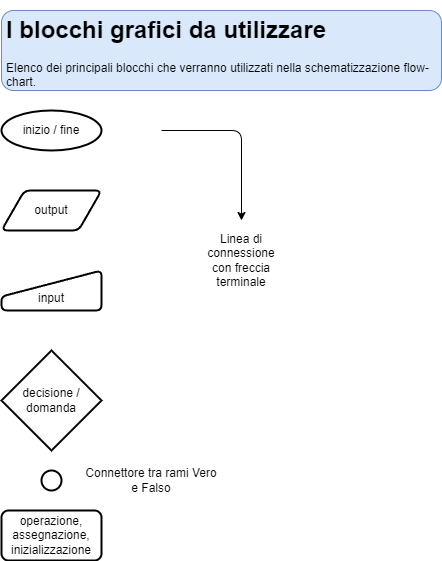 I blocchi grafici da utilizzare
Elenco dei principali blocchi che verranno utilizzati nella schematizzazione flow-
chart.
inizio / fine
output
Linea di
connessione
con freccia
terminale
input
decisione /
domanda
Connettore tra rami Vero
e Falso
operazione,
assegnazione,
inizializzazione